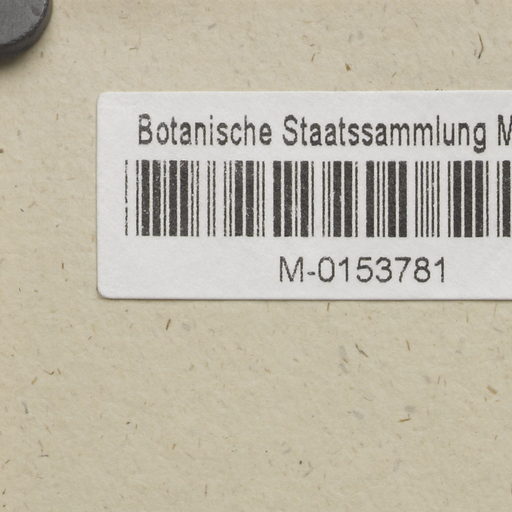 Botanische Staatssammlung M
M-0153781